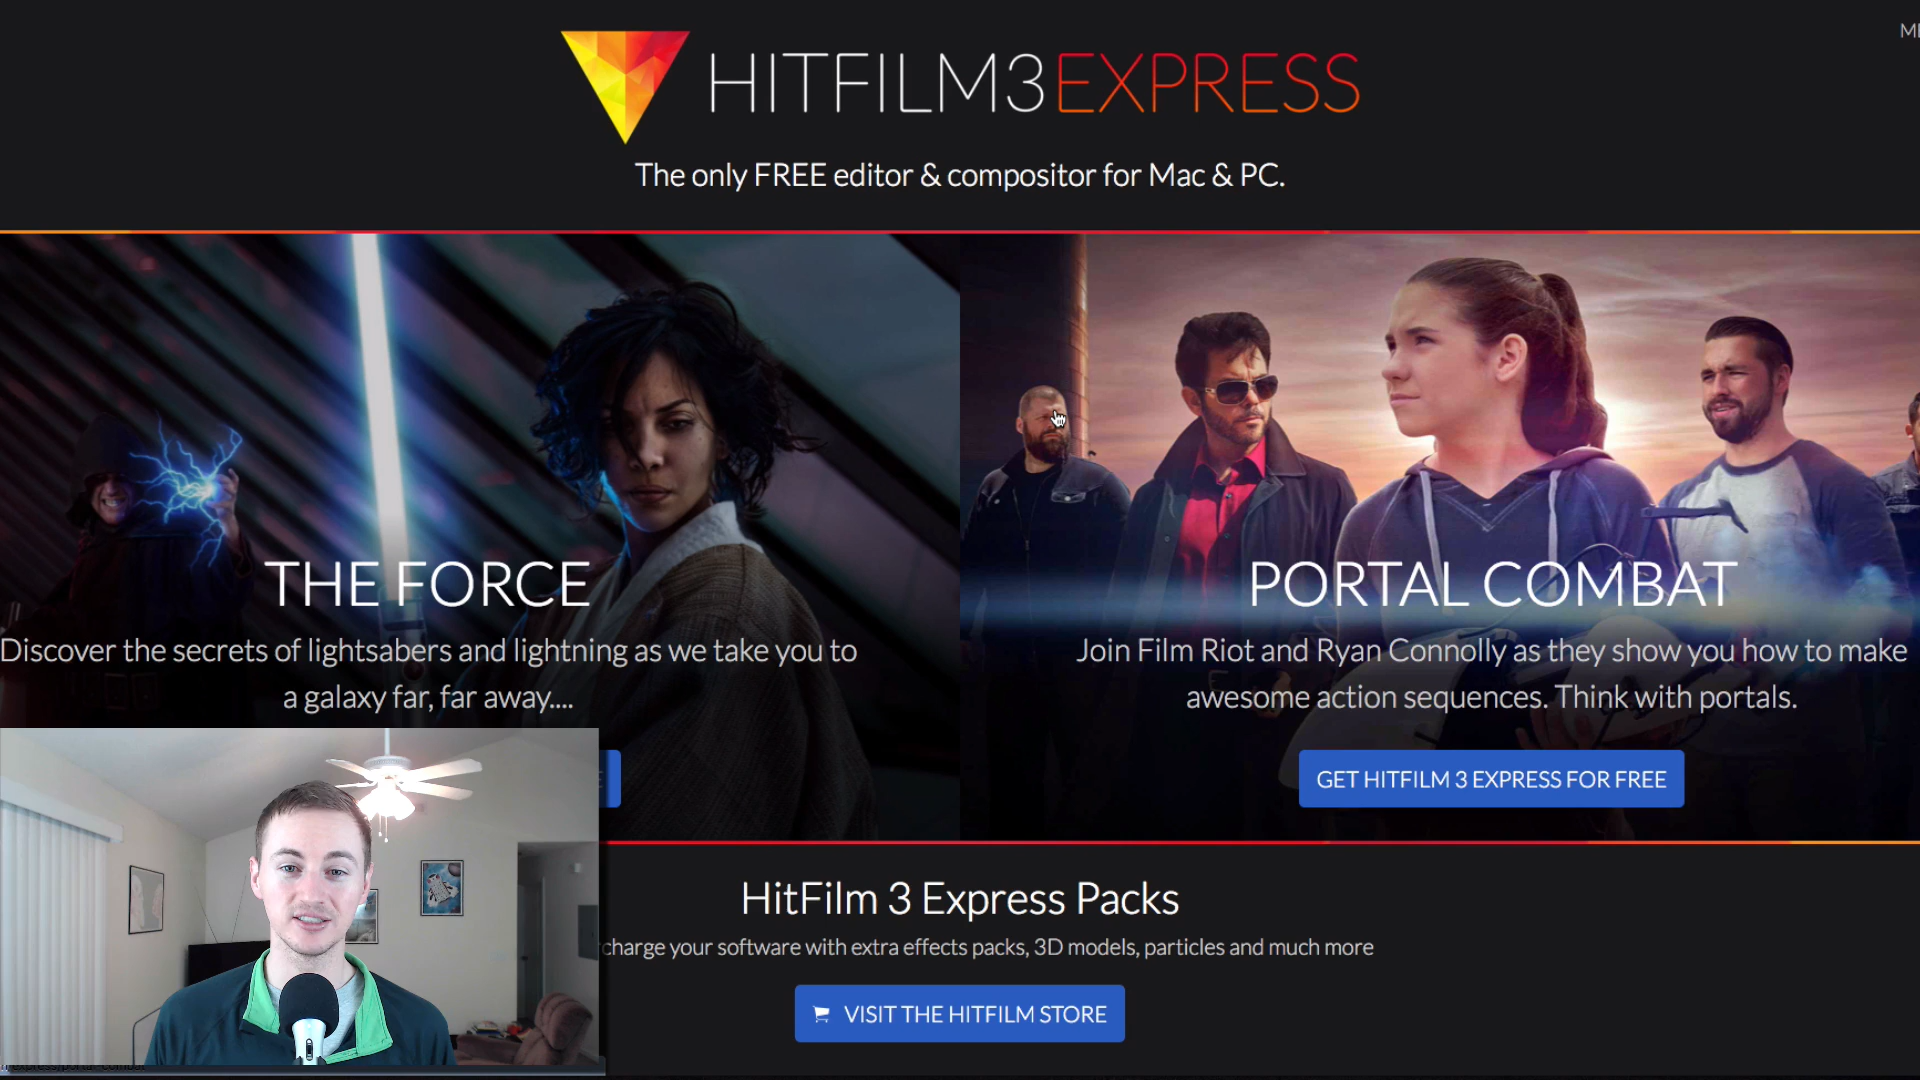 ME
HITFILM3EXPRESS
The only FREE editor & compositor for Mac & PC.
THE FORCE
Discover the secrets of lightsabers and lightning as we take you to
a galaxy far, far away....
PORTAL COMBAT
Join Film Riot and Ryan Connolly as they show you how to make
awesome action sequences. Think with portals.
GET HITFILM 3 EXPRESS FOR FREE
HitFilm 3 Express Packs
charge your software with extra effects packs, 3D models, particles and much more
VISIT THE HITFILM STORE